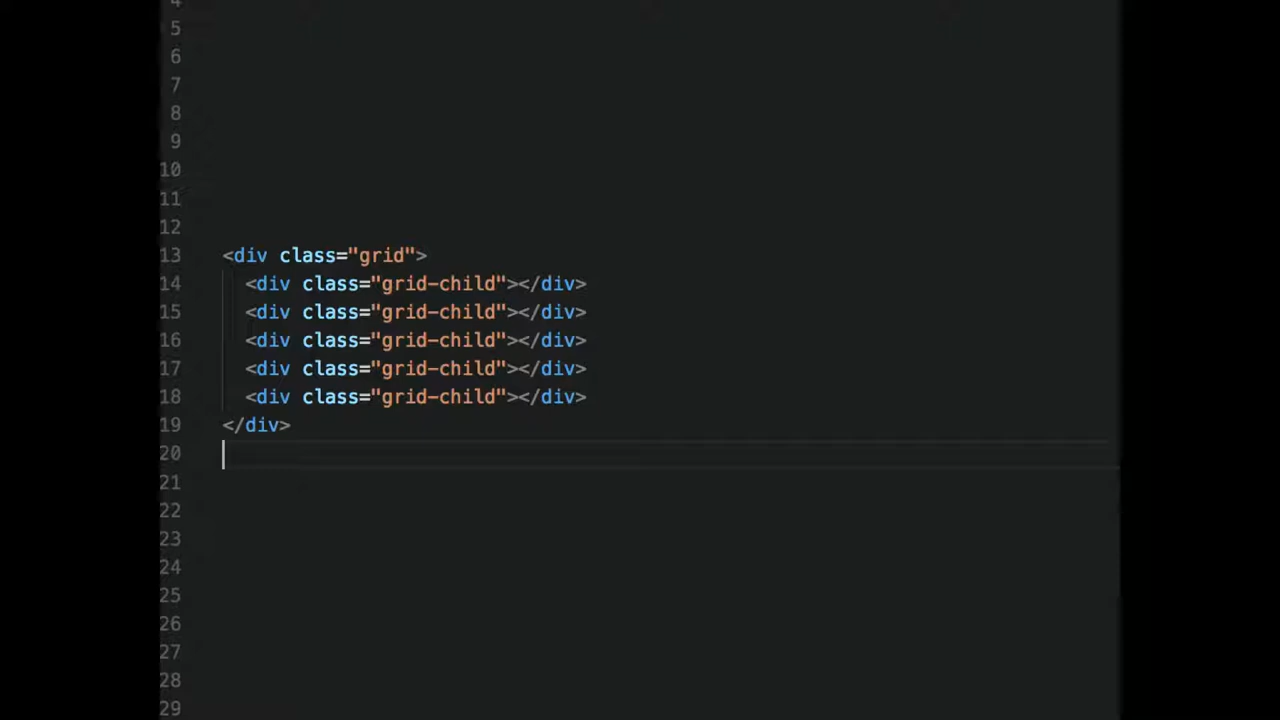 4
5
6
7
8
9
10
11
12
13 <div class="grid">
14 <div class="grid-child"></div>
15 <div class="grid-child"></div>
16 <div class="grid-child"></div>
17 <div class="grid-child"></div>
18 <div class="grid-child"></div>
19 </div>
20
21
22
23
24
25
26
27
28
29